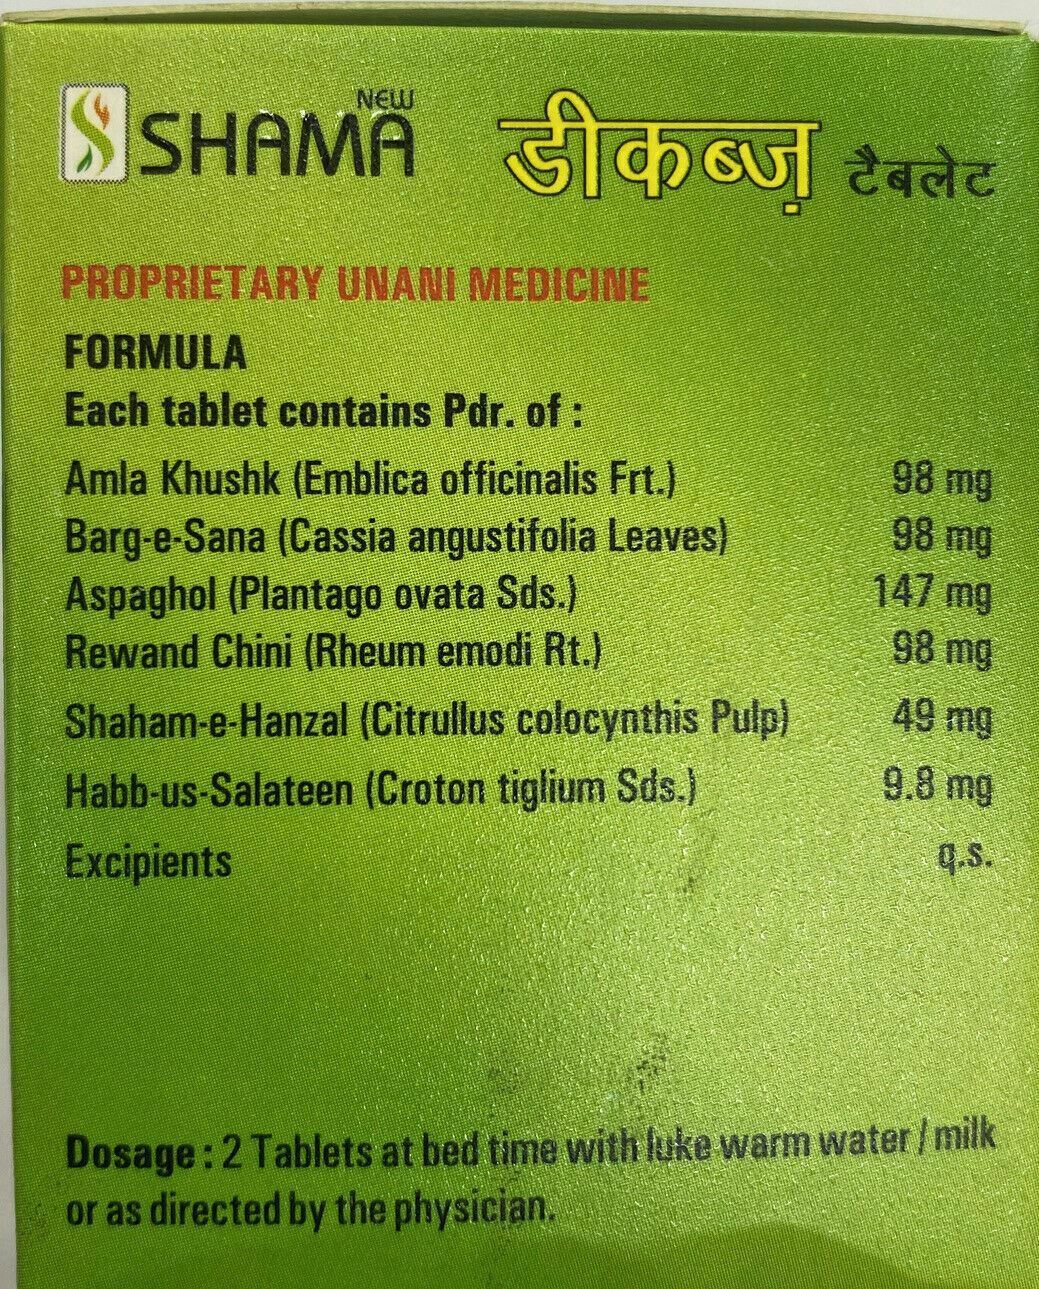 NEW
SHAMA
डीकब्ज़ टैबलेट
PROPRIETARY UNANI MEDICINE
FORMULA
Each tablet contains Pdr. of :
Amla Khushk (Emblica officinalis Frt.) 98 mg
Barg-e-Sana (Cassia angustifolia Leaves) 98 mg
Aspaghol (Plantago ovata Sds.) 147 mg
Rewand Chini (Rheum emodi Rt.) 98 mg
Shaham-e-Hanzal (Citrullus colocynthis Pulp) 49 mg
Habb-us-Salateen (Croton tiglium Sds.) 9.8 mg
Excipients q.s.
Dosage : 2 Tablets at bed time with luke warm water / milk
or as directed by the physician.